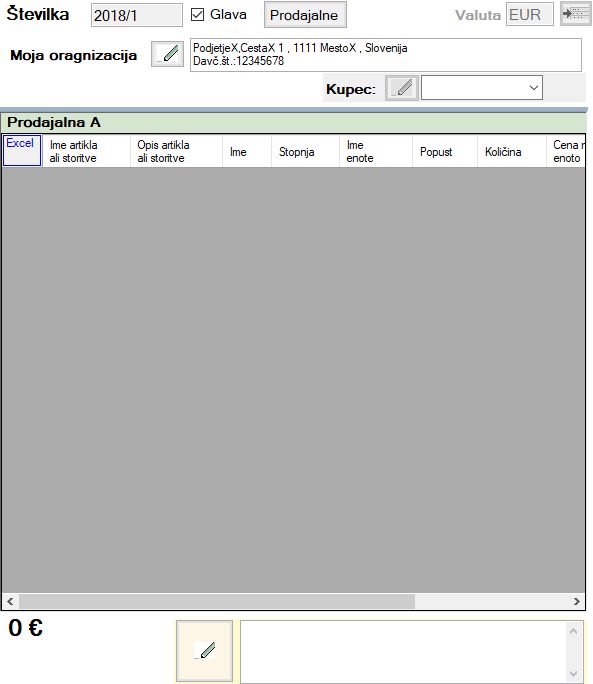 Številka 2018/1 Glava Prodajalne Valuta EUR
Moja oragnizacija PodjetjeX,CestaX 1 , 1111 MestoX , Slovenija
Davč.št.:12345678
Kupec:
Prodajalna A
Excel Ime artikla Opis artikla Ime Stopnja Ime Popust Količina Cena
ali storitve ali storitve enote enoto
0 €